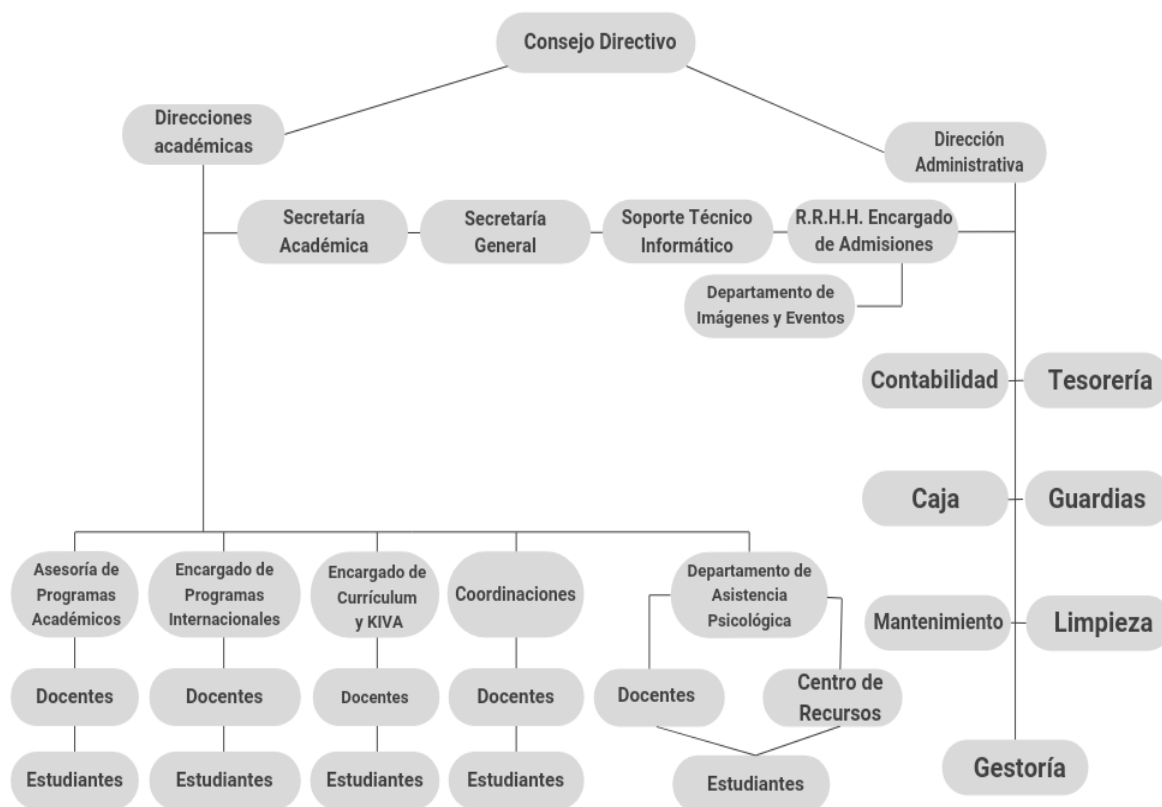 Consejo Directivo
Direcciones
académicas
Dirección
Administrativa
Secretaría
Académica
Secretaría
General
Soporte Técnico
Informático
R.R.H.H. Encargado
de Admisiones
Departamento de
Imágenes y Eventos
Contabilidad
Tesorería
Caja
Guardias
Mantenimiento
Limpieza
Gestoría
Asesoría de
Programas
Académicos
Encargado de
Programas
Internacionales
Encargado de
Currículum
y KIVA
Coordinaciones
Departamento de
Asistencia
Psicológica
Docentes
Docentes
Docentes
Docentes
Docentes
Centro de
Recursos
Estudiantes
Estudiantes
Estudiantes
Estudiantes
Estudiantes